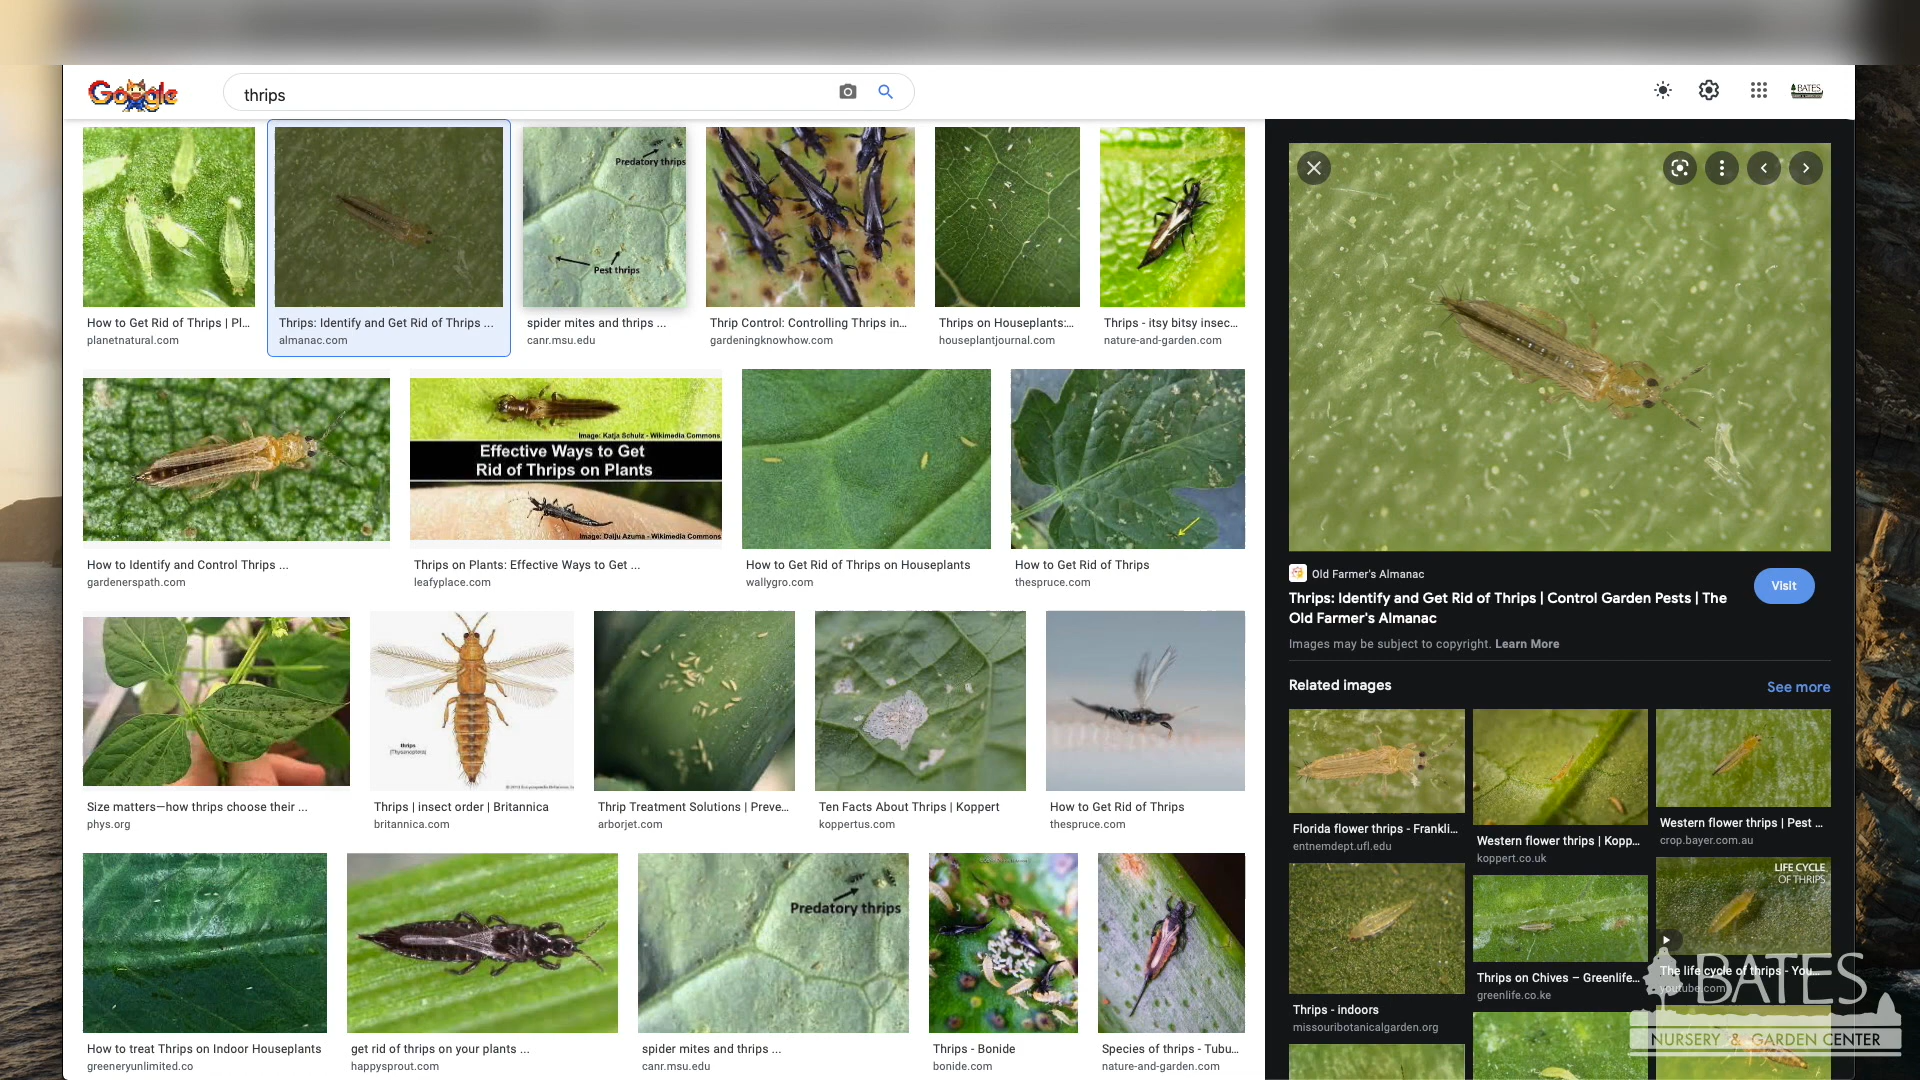 Google
thrips
BATES
Predatory thrips
Pest thrips
How to Get Rid of Thrips | Pl...
planetnatural.com
Thrips: Identify and Get Rid of Thrips ...
almanac.com
spider mites and thrips ...
canr.msu.edu
Thrip Control: Controlling Thrips in...
gardeningknowhow.com
Thrips on Houseplants:...
houseplantjournal.com
Thrips - itsy bitsy insec...
nature-and-garden.com
Image: Katja Schulz - Wikimedia Commons
Effective Ways to Get
Rid of Thrips on Plants
Image: Daiju Azuma - Wikimedia Commons
How to Identify and Control Thrips ...
gardenerspath.com
Thrips on Plants: Effective Ways to Get ...
leafyplace.com
How to Get Rid of Thrips on Houseplants
wallygro.com
How to Get Rid of Thrips
thespruce.com
thrips
(Thysanoptera)
Size matters—how thrips choose their ...
phys.org
Thrips | insect order | Britannica
britannica.com
Thrip Treatment Solutions | Preve...
arborjet.com
Ten Facts About Thrips | Koppert
koppertus.com
How to Get Rid of Thrips
thespruce.com
Predatory thrips
How to treat Thrips on Indoor Houseplants
greeneryunlimited.co
get rid of thrips on your plants ...
happysprout.com
spider mites and thrips ...
canr.msu.edu
Thrips - Bonide
bonide.com
Species of thrips - Tubu...
nature-and-garden.com
Old Farmer's Almanac
Visit
Thrips: Identify and Get Rid of Thrips | Control Garden Pests | The
Old Farmer's Almanac
Images may be subject to copyright. Learn More
Related images
See more
Florida flower thrips - Frankli...
entnemdept.ufl.edu
Western flower thrips | Kopp...
koppert.co.uk
Western flower thrips | Pest ...
crop.bayer.com.au
LIFE CYCLE
OF THRIPS
Thrips - indoors
missouribotanicalgarden.org
Thrips on Chives – Greenlife...
greenlife.co.ke
The life cycle of thrips - You...
youtube.com
BATES
NURSERY & GARDEN CENTER